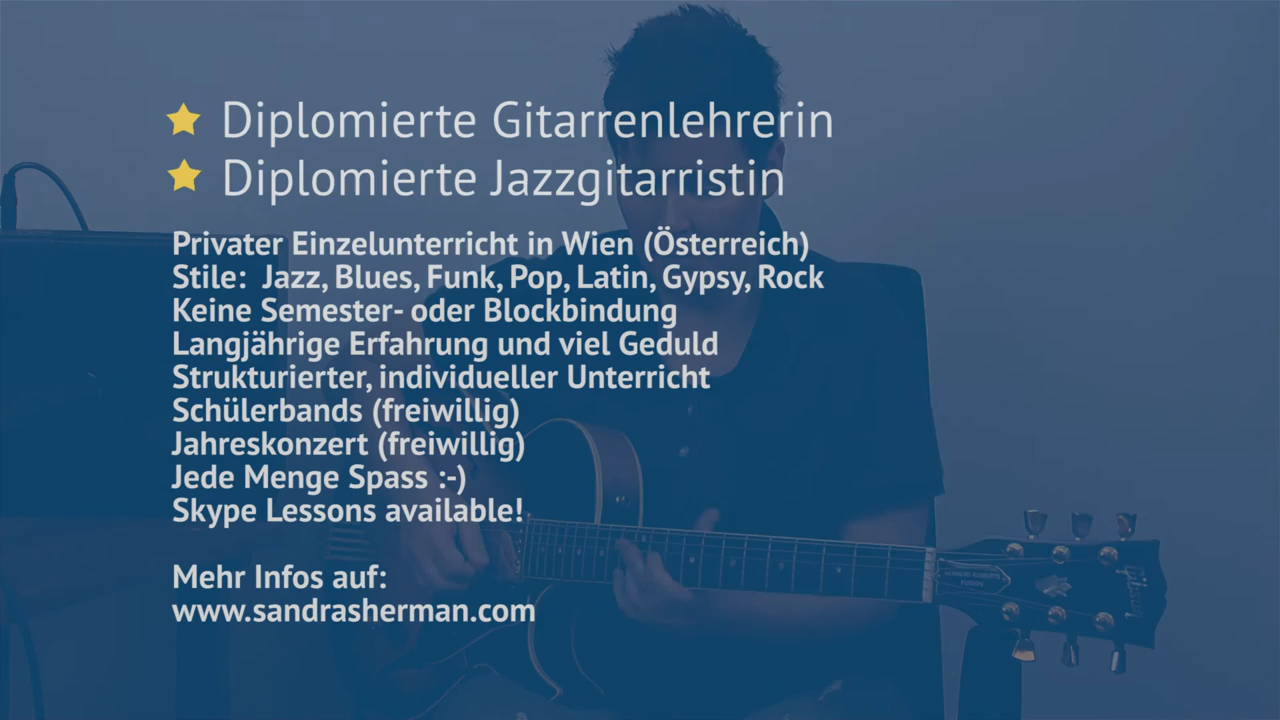 Diplomierte Gitarrenlehrerin
Diplomierte Jazzgitarristin
Privater Einzelunterricht in Wien (Österreich)
Stile:  Jazz, Blues, Funk, Pop, Latin, Gypsy, Rock
Keine Semester- oder Blockbindung
Langjährige Erfahrung und viel Geduld
Strukturierter, individueller Unterricht
Schülerbands (freiwillig)
Jahreskonzert (freiwillig)
Jede Menge Spass :-)
Skype Lessons available!
Mehr Infos auf:
www.sandrasherman.com
Gibson